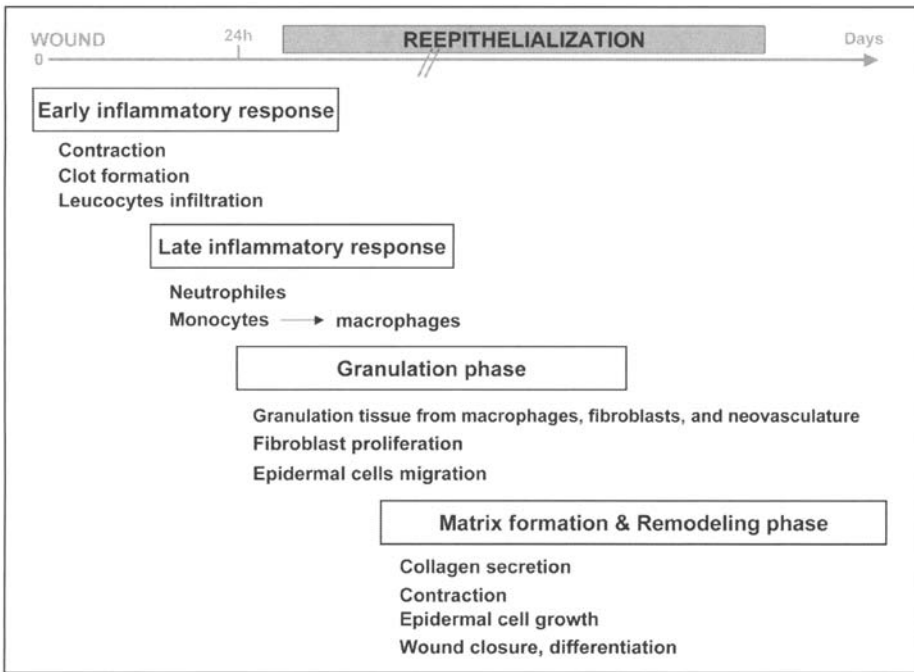 WOUND 24h REEPITHELIALIZATION Days
0
Early inflammatory response
Contraction
Clot formation
Leucocytes infiltration
Late inflammatory response
Neutrophiles
Monocytes → macrophages
Granulation phase
Granulation tissue from macrophages, fibroblasts, and neovasculature
Fibroblast proliferation
Epidermal cells migration
Matrix formation & Remodeling phase
Collagen secretion
Contraction
Epidermal cell growth
Wound closure, differentiation